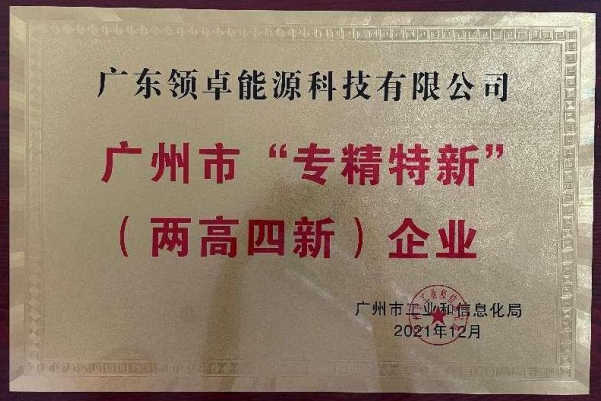 广东领卓能源科技有限公司
广州市“专精特新”
（两高四新）企业
广州市工业和信息化局
2021年12月